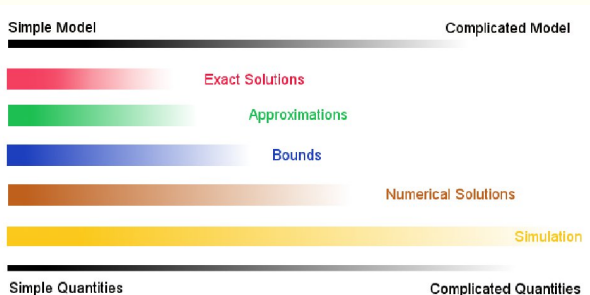 Simple Model Complicated Model
Exact Solutions
Approximations
Bounds
Numerical Solutions
Simulation
Simple Quantities Complicated Quantities